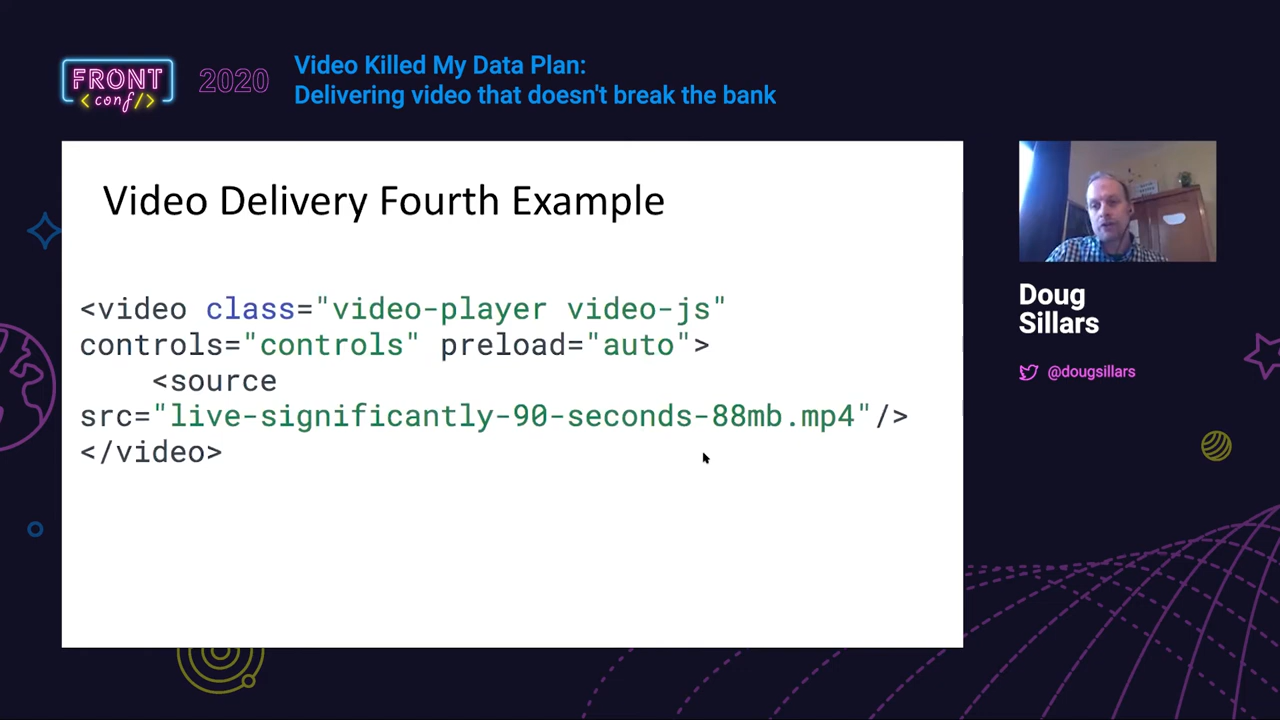 FRONT
<conf/>
2020
Video Killed My Data Plan:
Delivering video that doesn't break the bank
Video Delivery Fourth Example
<video class="video-player video-js"
controls="controls" preload="auto">
<source
src="live-significantly-90-seconds-88mb.mp4"/>
</video>
Doug
Sillars
@dougsillars